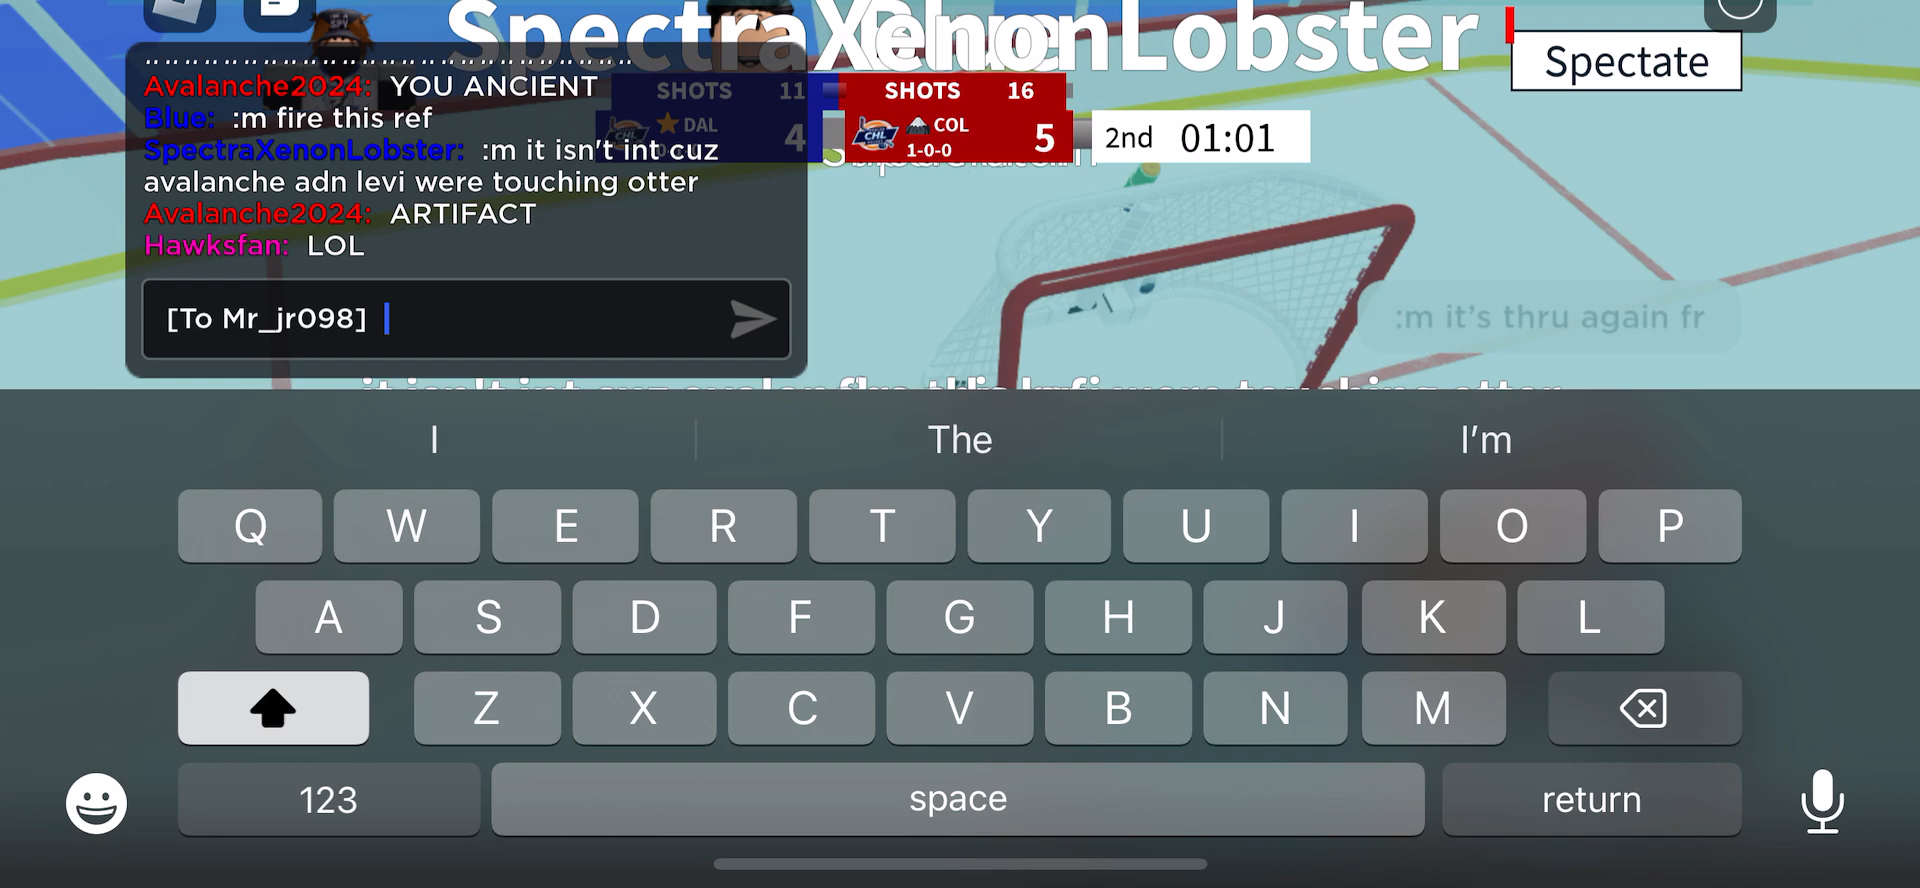 SpectraXenonLobster
Spectate
Avalanche2024: YOU ANCIENT
Blue: :m fire this ref
SpectraXenonLobster: :m it isn't int cuz
avalanche adn levi were touching otter
Avalanche2024: ARTIFACT
Hawksfan: LOL
SHOTS 11
DAL 4
SHOTS 16
CHL COL 5
1-0-0
2nd 01:01
[To Mr_jr098]
:m it’s thru again fr
I The I’m
Q W E R T Y U I O P
A S D F G H J K L
Z X C V B N M
123 space return